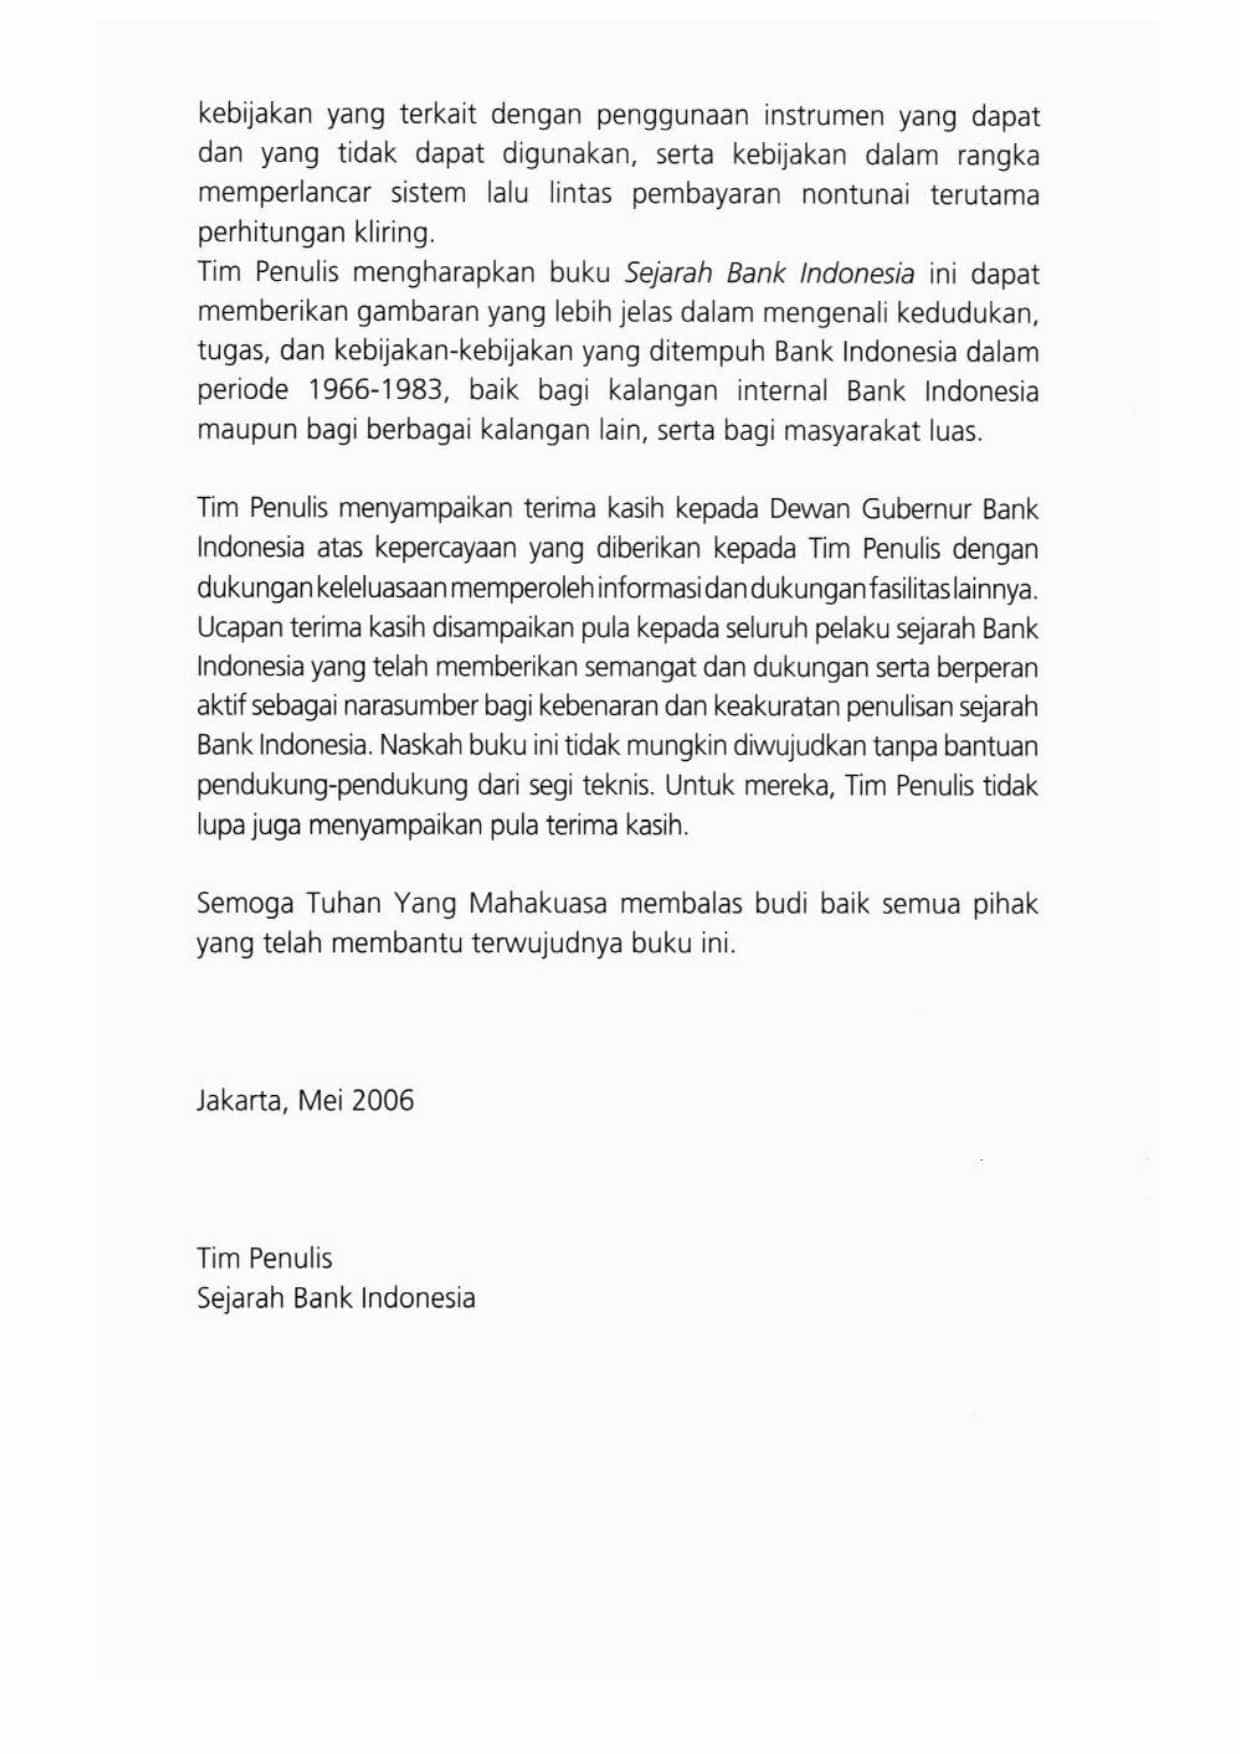 kebijakan yang terkait dengan penggunaan instrumen yang dapat
dan yang tidak dapat digunakan, serta kebijakan dalam rangka
memperlancar sistem lalu lintas pembayaran nontunai terutama
perhitungan kliring.
Tim Penulis mengharapkan buku Sejarah Bank Indonesia ini dapat
memberikan gambaran yang lebih jelas dalam mengenali kedudukan,
tugas, dan kebijakan-kebijakan yang ditempuh Bank Indonesia dalam
periode 1966-1983, baik bagi kalangan internal Bank Indonesia
maupun bagi berbagai kalangan lain, serta bagi masyarakat luas.
Tim Penulis menyampaikan terima kasih kepada Dewan Gubernur Bank
Indonesia atas kepercayaan yang diberikan kepada Tim Penulis dengan
dukungan keleluasaan memperoleh informasi dan dukungan fasilitas lainnya.
Ucapan terima kasih disampaikan pula kepada seluruh pelaku sejarah Bank
Indonesia yang telah memberikan semangat dan dukungan serta berperan
aktif sebagai narasumber bagi kebenaran dan keakuratan penulisan sejarah
Bank Indonesia. Naskah buku ini tidak mungkin diwujudkan tanpa bantuan
pendukung-pendukung dari segi teknis. Untuk mereka, Tim Penulis tidak
lupa juga menyampaikan pula terima kasih.
Semoga Tuhan Yang Mahakuasa membalas budi baik semua pihak
yang telah membantu terwujudnya buku ini.
Jakarta, Mei 2006
Tim Penulis
Sejarah Bank Indonesia